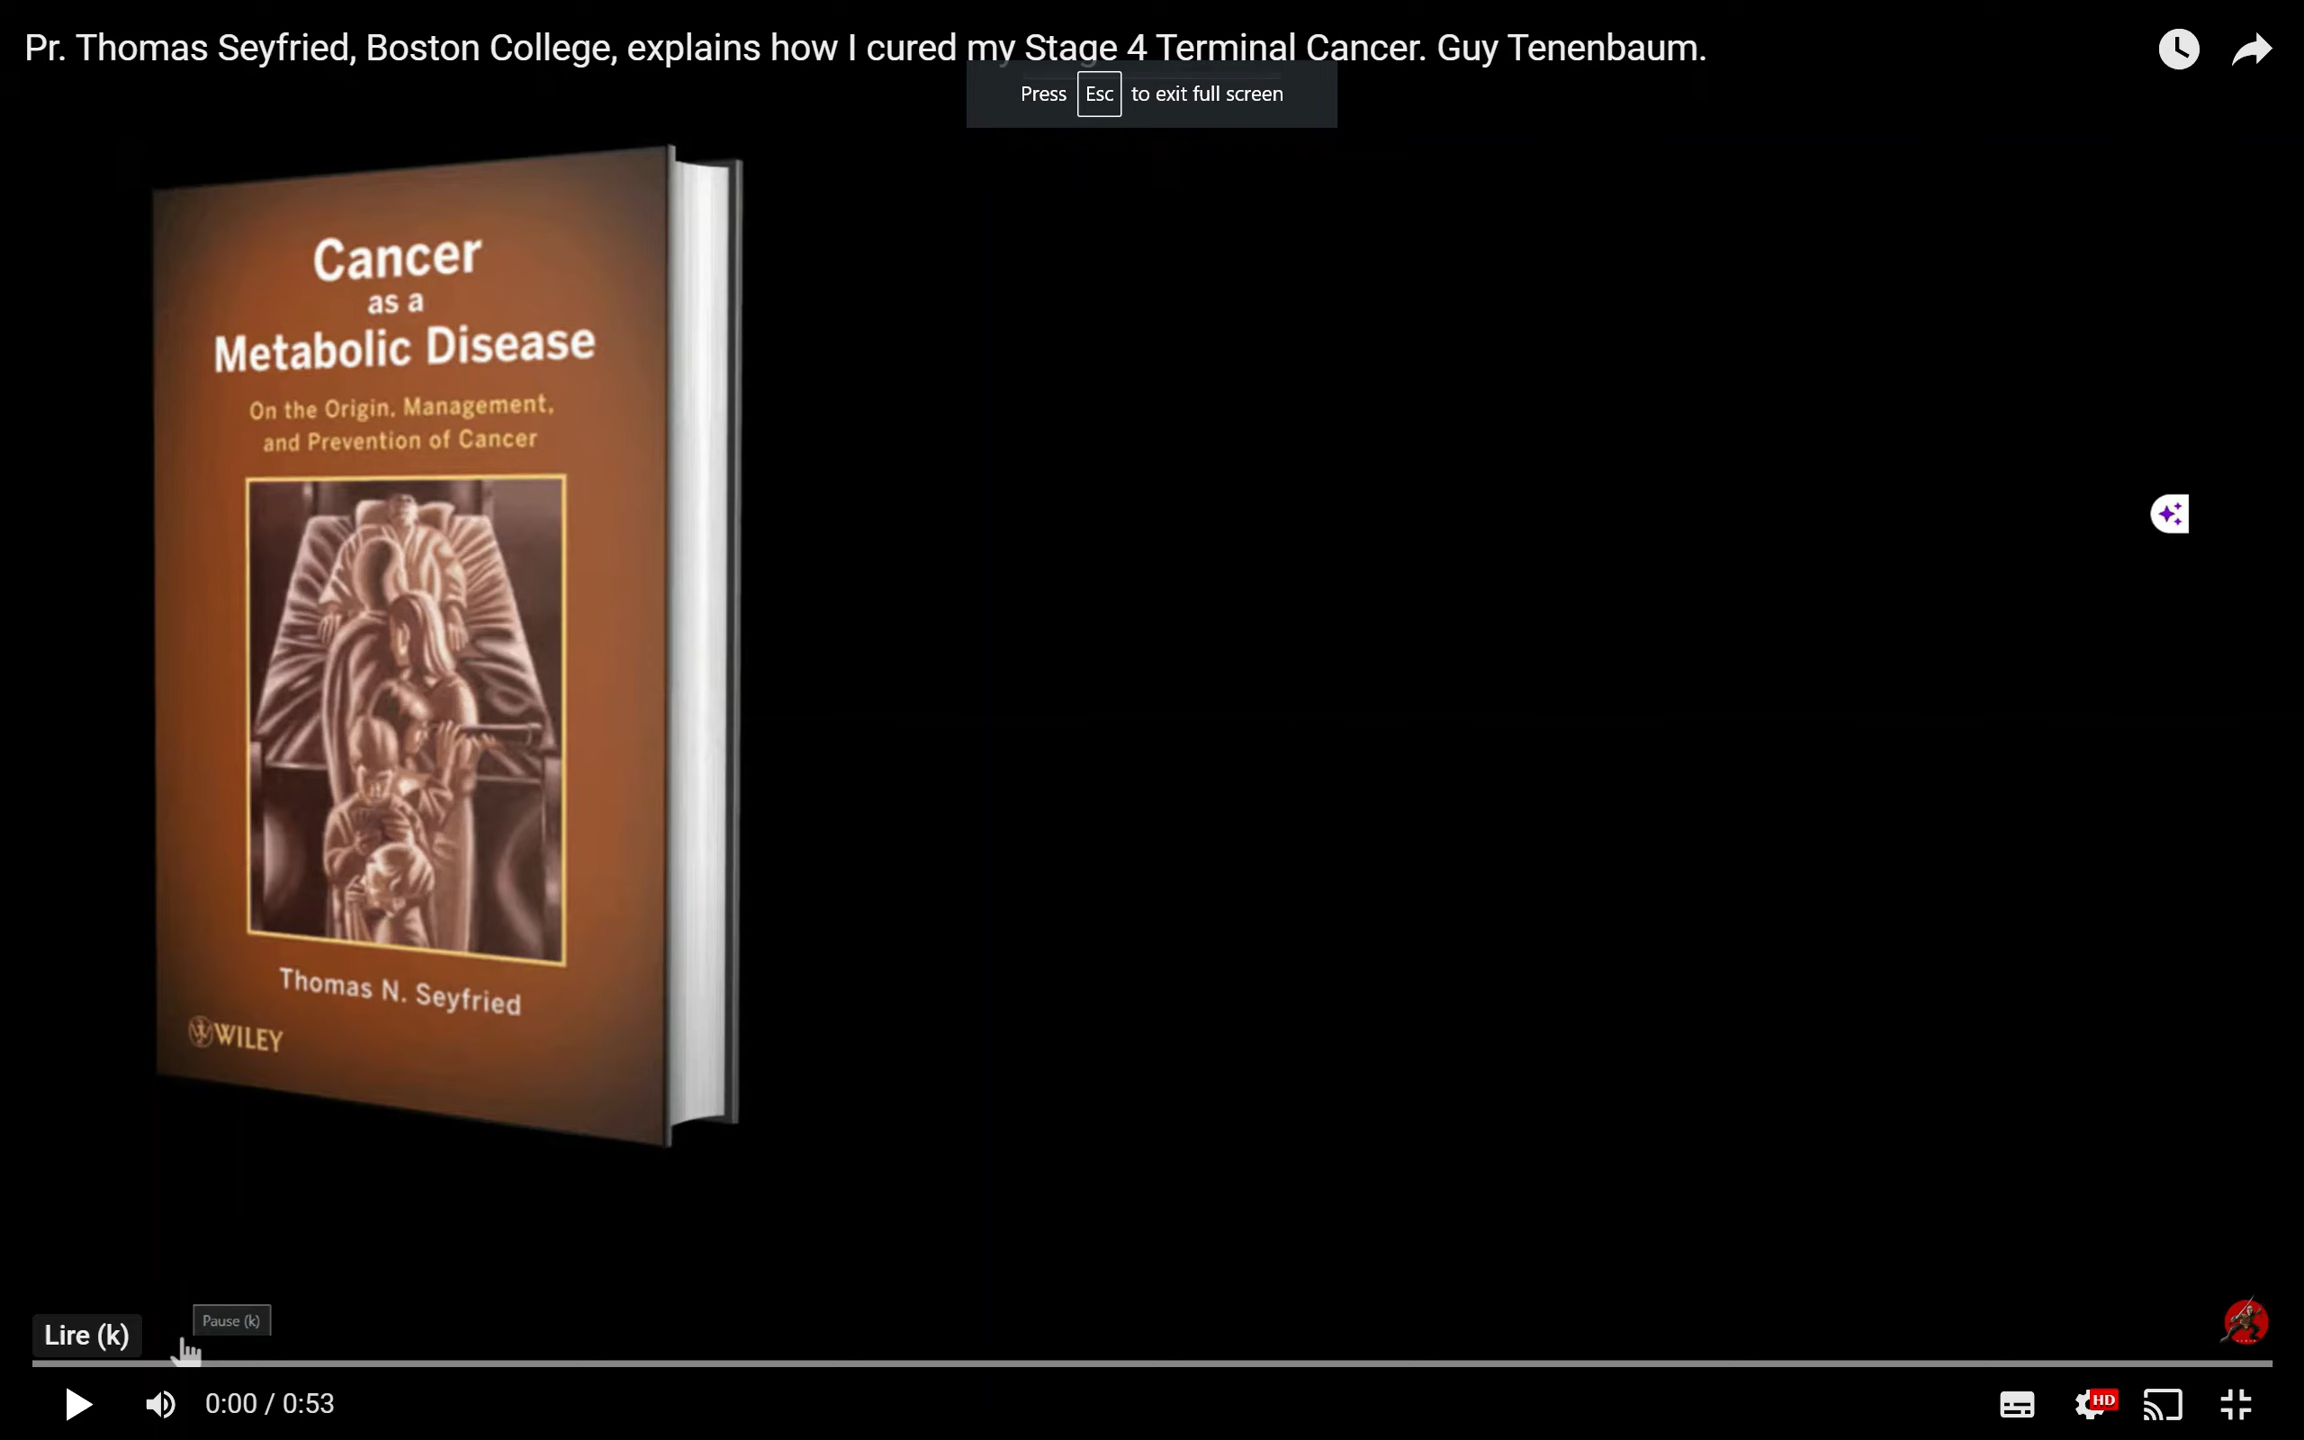 Pr. Thomas Seyfried, Boston College, explains how I cured my Stage 4 Terminal Cancer. Guy Tenenbaum.
Press Esc to exit full screen
Cancer
as a
Metabolic Disease
On the Origin, Management,
and Prevention of Cancer
Thomas N. Seyfried
WILEY
Pause (k)
Lire (k)
0:00 / 0:53
HD